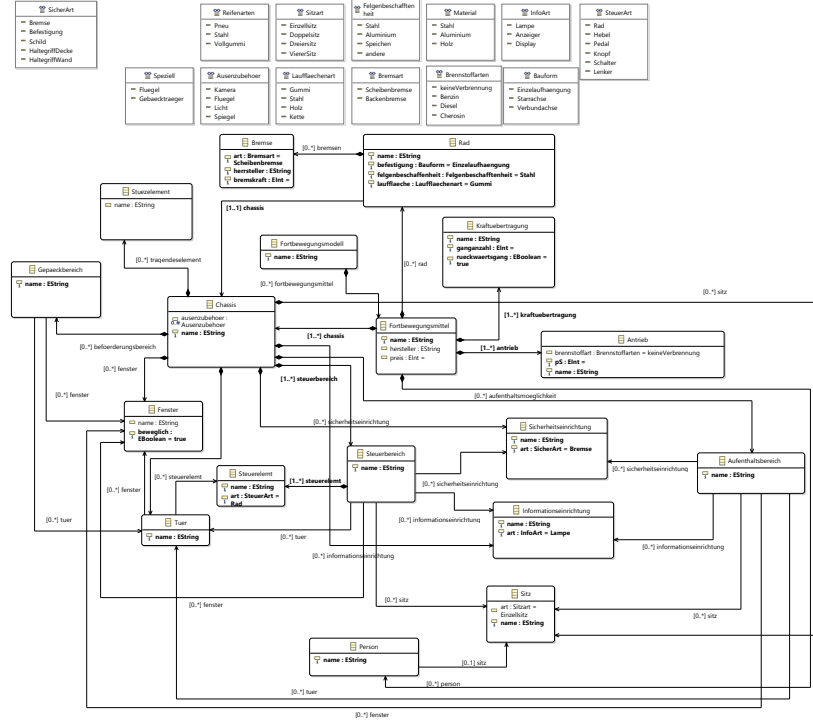 SicherArt
Bremse
Befestigung
Schild
HaltegriffDecke
HaltegriffWand
Reifenarten
Pneu
Stahl
Vollgummi
Sitzart
Einzelsitz
Doppelsitz
Dreiersitz
ViererSitz
Felgenbeschafften
heit
Stahl
Aluminium
Speichen
andere
Material
Stahl
Aluminium
Holz
InfoArt
Lampe
Anzeiger
Display
SteuerArt
Rad
Hebel
Pedal
Knopf
Schalter
Lenker
Speziell
Fluegel
Gebaecktraeger
Ausenzubehoer
Kamera
Fluegel
Licht
Spiegel
Laufflaechenart
Gummi
Stahl
Holz
Kette
Bremsart
Scheibenbremse
Backenbremse
Brennstoffarten
keineVerbrennung
Benzin
Diesel
Cherosin
Bauform
Einzelaufhaengung
Starrachse
Verbundachse
Bremse
art : Bremsart =
Scheibenbremse
herrsteller : EString
bremskraft : EInt =
[0..*] bremsen
Rad
name : EString
befestigung : Bauform = Einzelaufhaengung
felgenbeschaffenheit : Felgenbeschafftenheit = Stahl
laufflaeche : Laufflaechenart = Gummi
Stuezelement
name : EString
[1..1] chassis
Kraftuebertragung
name : EString
ganganzahl : EInt =
rueckwaertsgang : EBoolean =
true
Fortbewegungsmodell
name : EString
[0..*] tragendeselement
[0..*] rad
Gepaeckbereich
name : EString
[0..*] fortbewegungsmittel
[0..*] sitz
Chassis
ausenzubehoer :
Ausenzubehoer
name : EString
[1..*] kraftuebertragung
Fortbewegungsmittel
name : EString
hersteller : EString
preis : EInt =
[1..*] chassis
[0..*] befoerderungsbereich
[1..*] antrieb
Antrieb
brennstoffart : Brennstoffarten = keineVerbrennung
pS : EInt =
name : EString
[0..*] fenster
[1..*] steuerbereich
[0..*] fenster
[0..*] aufenthaltsmoeglichkeit
Fenster
name : EString
beweglich :
EBoolean = true
[0..*] sicherheitseinrichtung
Sicherheitseinrichtung
name : EString
art : SicherArt = Bremse
Steuerbereich
name : EString
Aufenthaltsbereich
name : EString
[0..*] sicherheitseinrichtung
[0..*] steuerelemt
Steuerelemt
name : EString
art : SteuerArt =
Rad
[1..*] steuerelemt
[0..*] sicherheitseinrichtung
[0..*] fenster
Informationseinrichtung
name : EString
art : InfoArt = Lampe
[0..*] tuer
Tuer
name : EString
[0..*] informationseinrichtung
[0..*] tuer
[0..*] informationseinrichtung
[0..*] informationseinrichtung
Sitz
art : Sitzart =
Einzelsitz
name : EString
[0..*] fenster
[0..*] sitz
[0..*] sitz
Person
name : EString
[0..1] sitz
[0..*] person
[0..*] tuer
[0..*] fenster